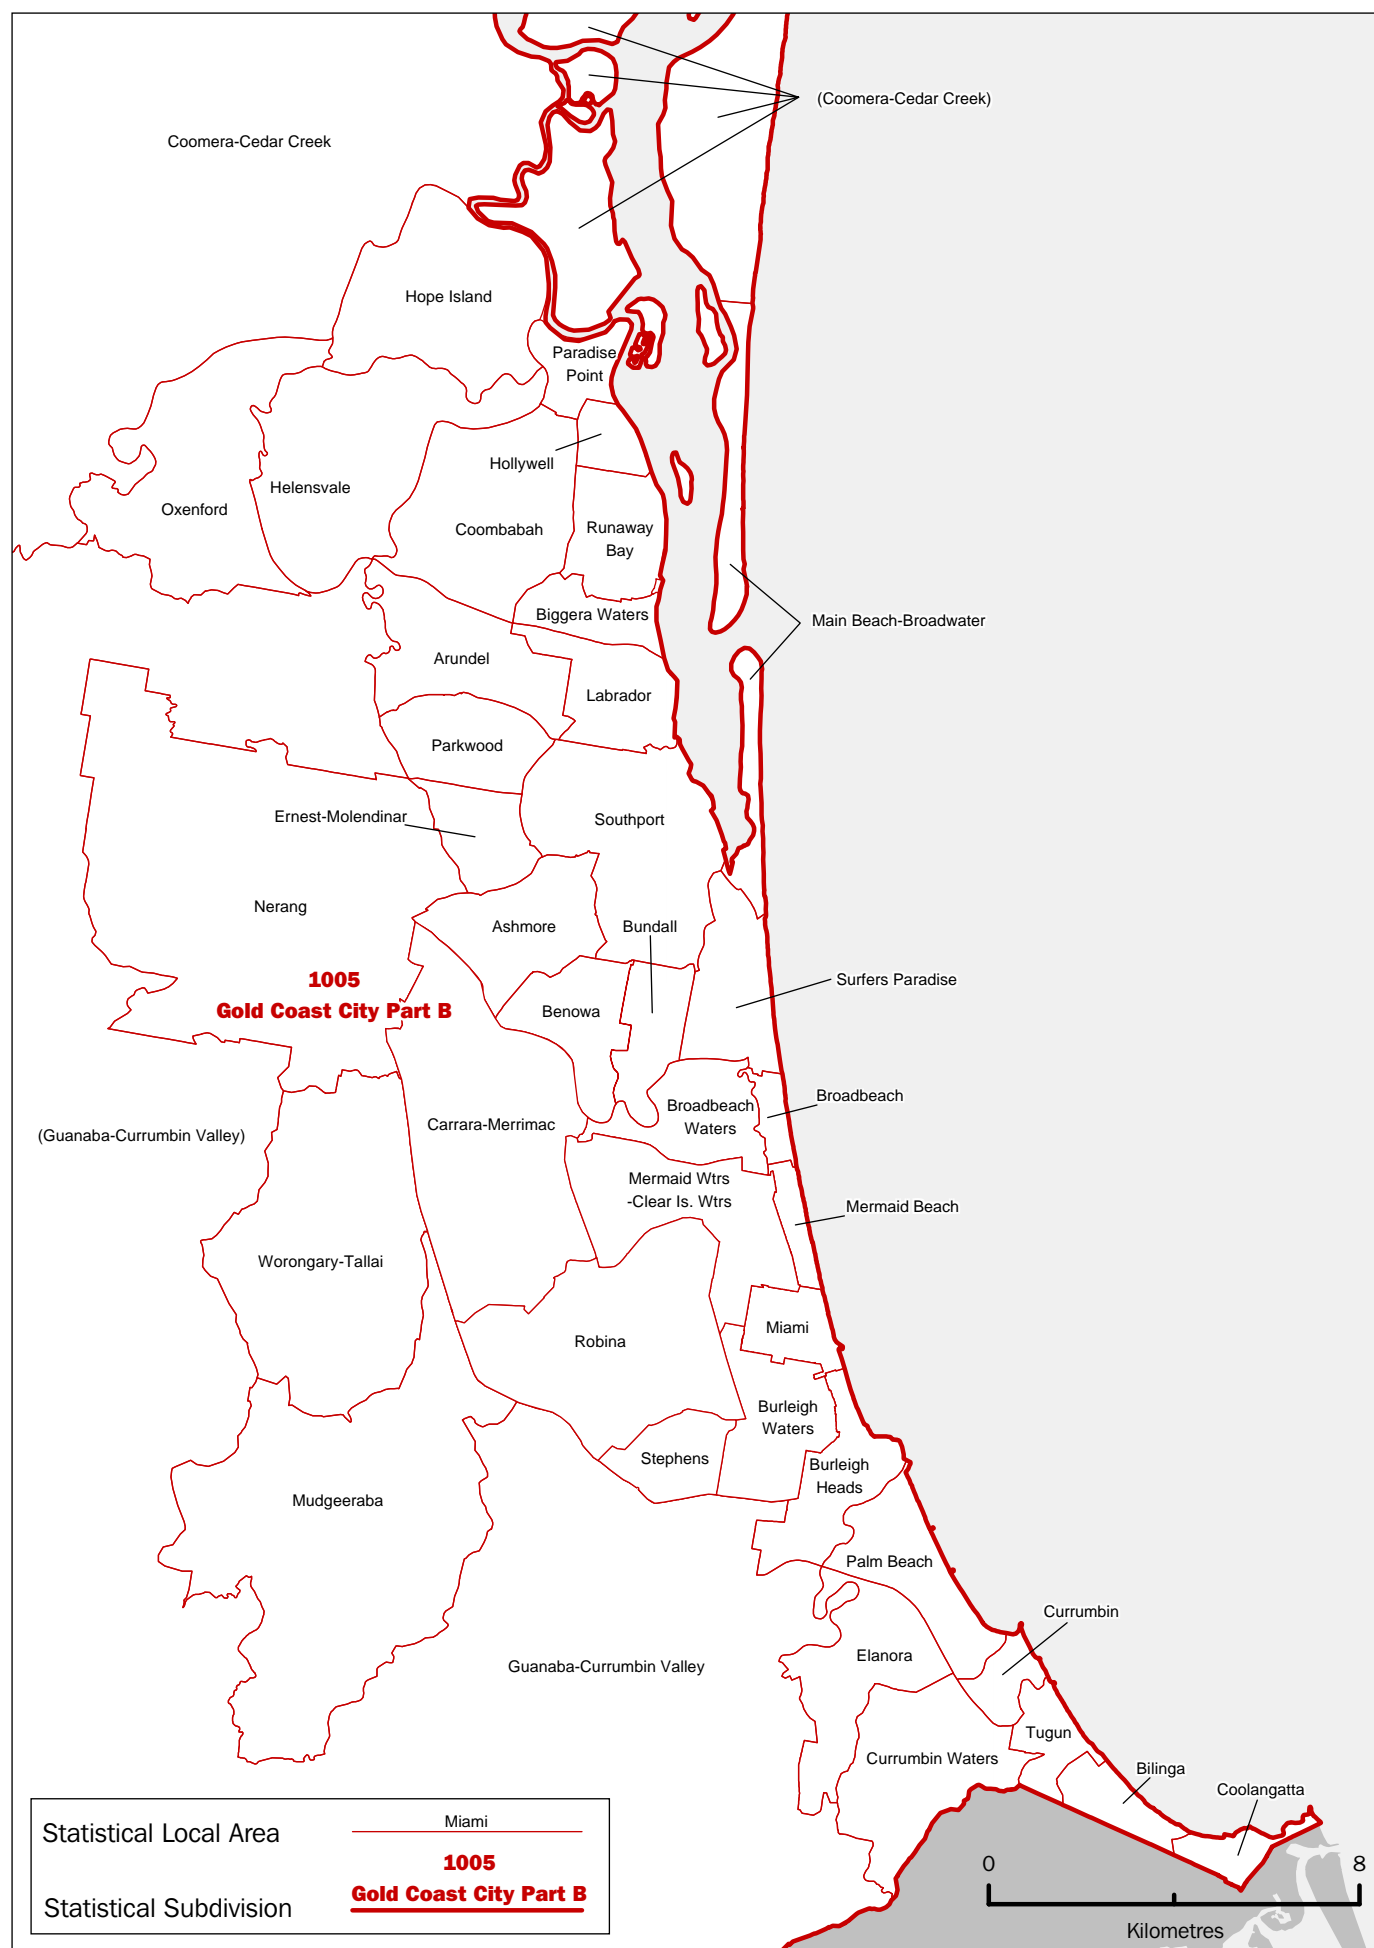 (Coomera-Cedar Creek)
Coomera-Cedar Creek
Hope Island
Paradise
Point
Hollywell
Helensvale
Oxenford
Coombabah
Runaway
Bay
Biggera Waters
Main Beach-Broadwater
Arundel
Labrador
Parkwood
Ernest-Molendinar
Southport
Nerang
Ashmore
Bundall
1005
Gold Coast City Part B
Surfers Paradise
Benowa
Broadbeach
Broadbeach
Waters
Carrara-Merrimac
(Guanaba-Currumbin Valley)
Mermaid Wtrs
-Clear Is. Wtrs
Mermaid Beach
Worongary-Tallai
Miami
Robina
Burleigh
Waters
Stephens
Burleigh
Heads
Mudgeeraba
Palm Beach
Currumbin
Elanora
Guanaba-Currumbin Valley
Tugun
Currumbin Waters
Bilinga
Coolangatta
Statistical Local Area
Miami
1005
Gold Coast City Part B
Statistical Subdivision
0
8
Kilometres